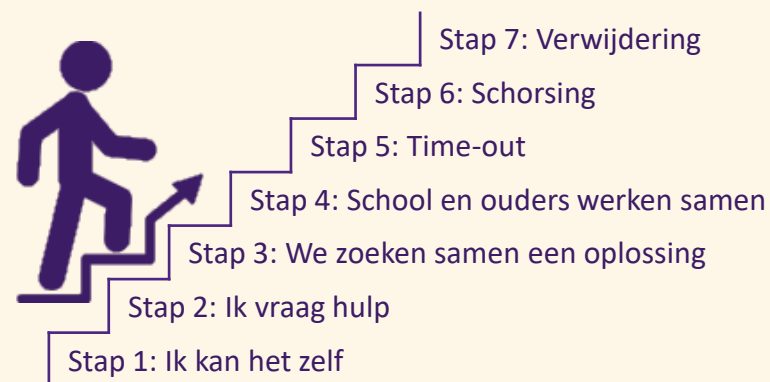 Stap 7: Verwijdering
Stap 6: Schorsing
Stap 5: Time-out
Stap 4: School en ouders werken samen
Stap 3: We zoeken samen een oplossing
Stap 2: Ik vraag hulp
Stap 1: Ik kan het zelf